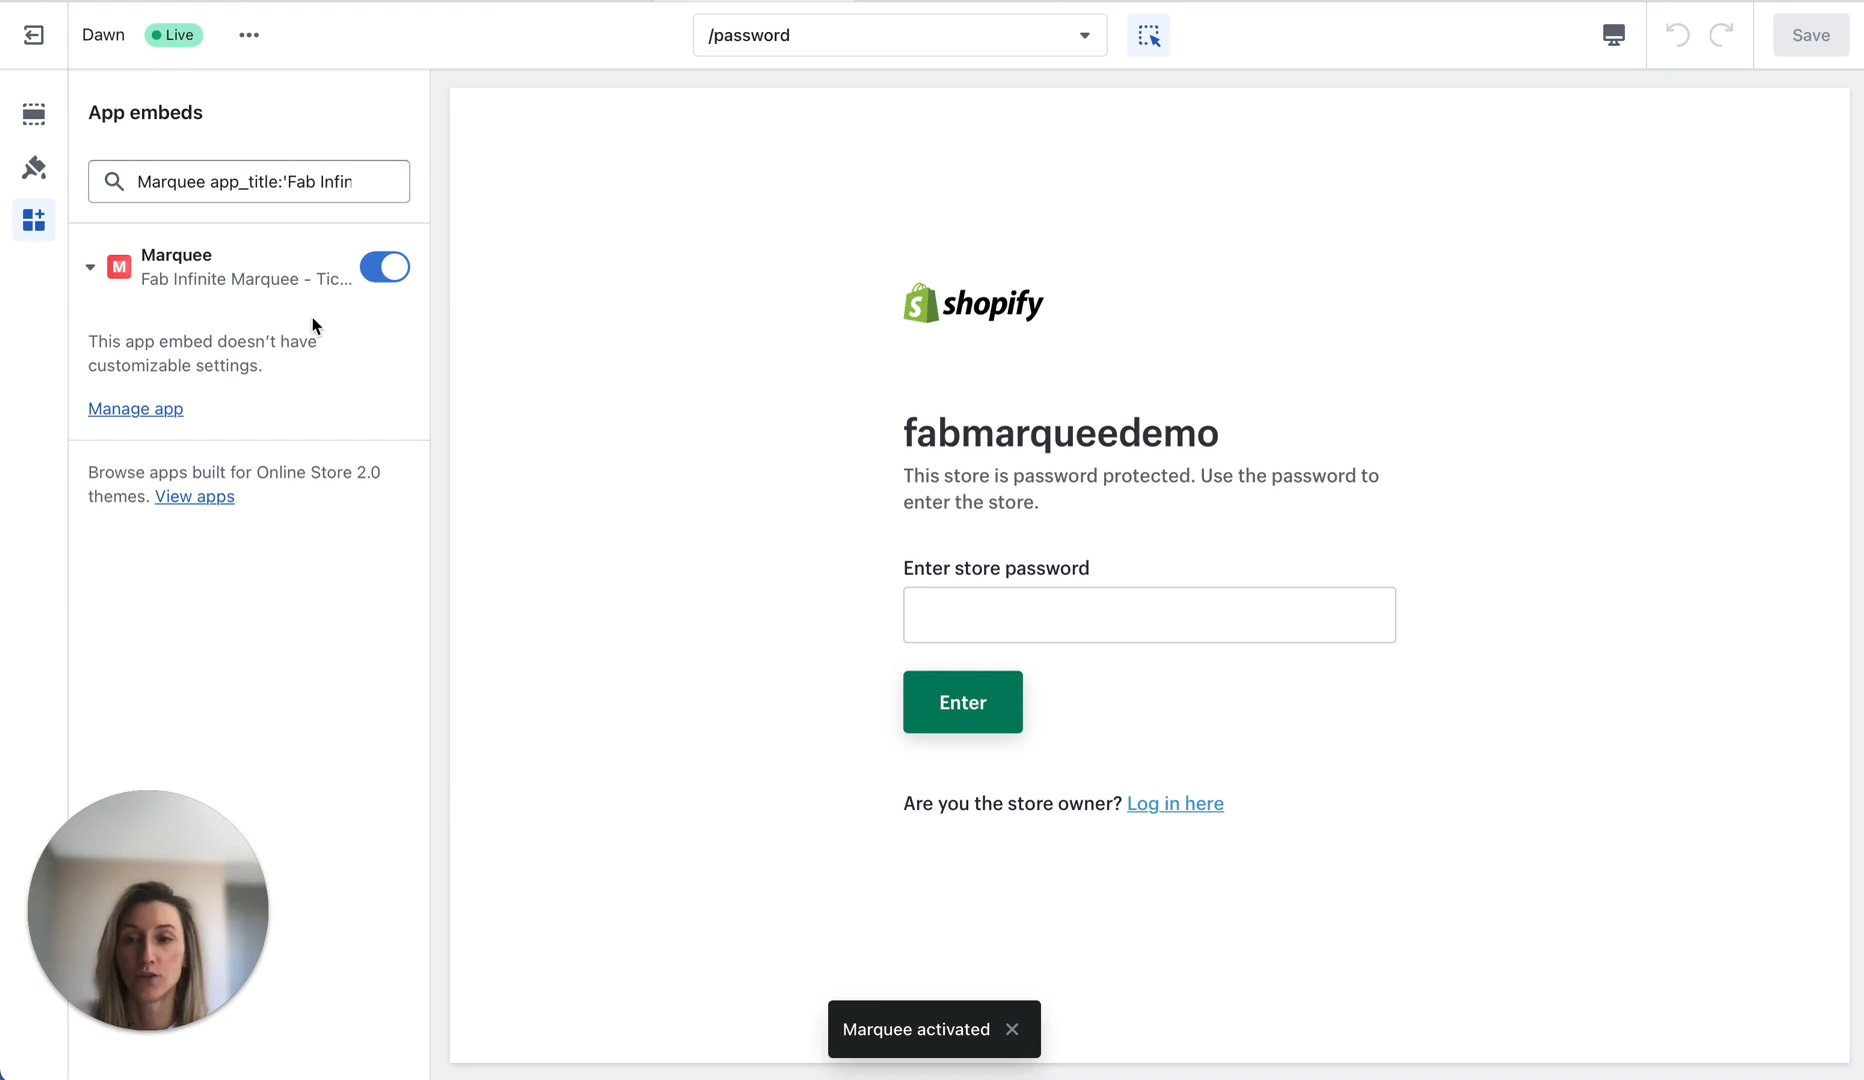 Dawn
Live
/password
Save
App embeds
Marquee app_title:'Fab Infin
M
Marquee
Fab Infinite Marquee - Tic...
This app embed doesn't have
customizable settings.
Manage app
Browse apps built for Online Store 2.0
themes. View apps
shopify
fabmarqueedemo
This store is password protected. Use the password to
enter the store.
Enter store password
Enter
Are you the store owner? Log in here
Marquee activated